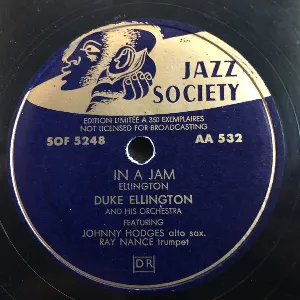 JAZZ
SOCIETY
EDITION LIMITÉE À 350 EXEMPLAIRES
NOT LICENSED FOR BROADCASTING
SOF 5248 AA 532
IN A JAM
ELLINGTON
DUKE ELLINGTON
AND HIS ORCHESTRA
FEATURING
JOHNNY HODGES alto sax.
RAY NANCE trumpet
DR